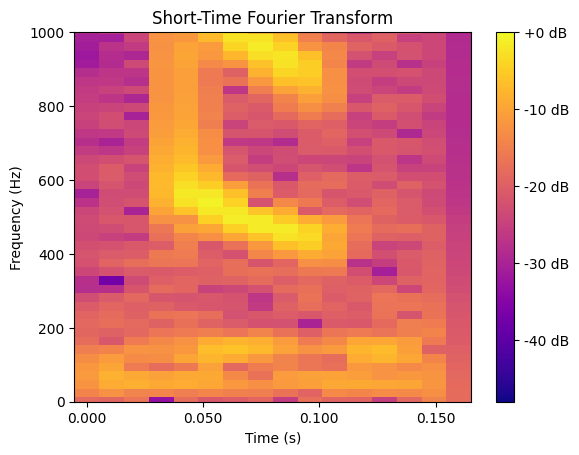 Short-Time Fourier Transform
1000
800
600
400
200
0
Frequency (Hz)
0.000
0.050
0.100
0.150
Time (s)
+0 dB
-10 dB
-20 dB
-30 dB
-40 dB